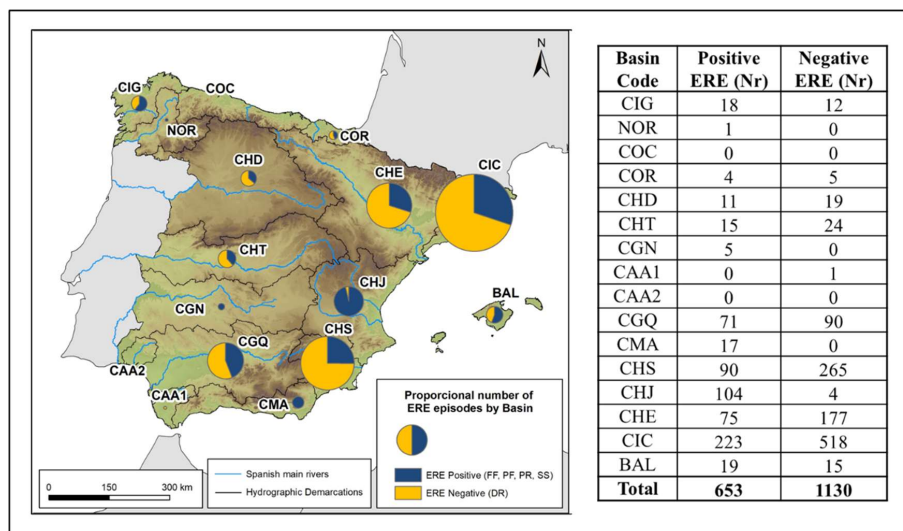 N
CIG
COC
NOR
COR
CHD
CHE
CIC
CHT
CHJ
CGN
BAL
CGQ
CHS
CAA2
CAA1
CMA
Proporcional number of
ERE episodes by Basin
ERE Positive (FF, PF, PR, SS)
ERE Negative (DR)
Spanish main rivers
Hydrographic Demarcations
0 150 300 km
Basin Code Positive ERE (Nr) Negative ERE (Nr)
CIG 18 12
NOR 1 0
COC 0 0
COR 4 5
CHD 11 19
CHT 15 24
CGN 5 0
CAA1 0 1
CAA2 0 0
CGQ 71 90
CMA 17 0
CHS 90 265
CHJ 104 4
CHE 75 177
CIC 223 518
BAL 19 15
Total 653 1130